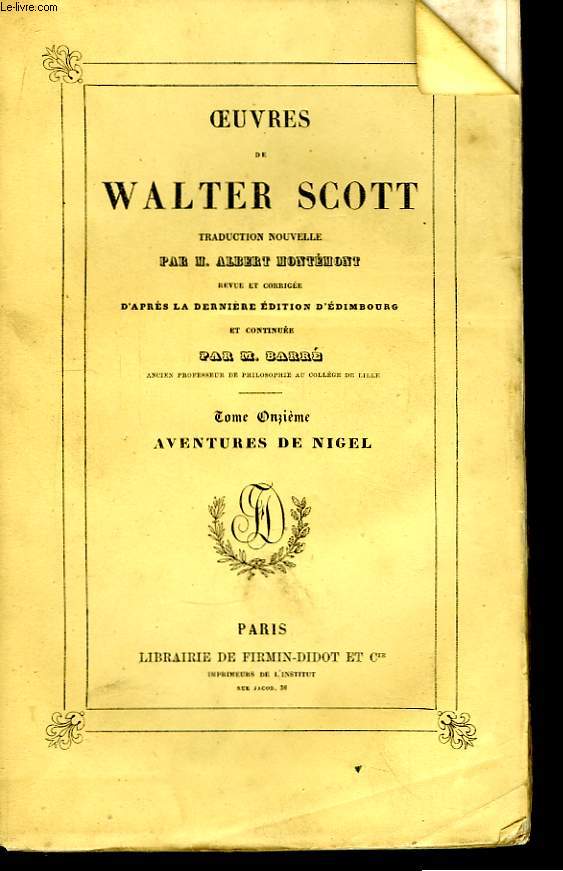 Le-livre.com
ŒUVRES
DE
WALTER SCOTT
TRADUCTION NOUVELLE
PAR M. ALBERT MONTÉMONT
REVUE ET CORRIGÉE
D'APRÈS LA DERNIÈRE ÉDITION D'ÉDIMBOURG
ET CONTINUÉE
PAR M. BARRÉ
ANCIEN PROFESSEUR DE PHILOSOPHIE AU COLLÉGE DE LILLE
Tome Onzième
AVENTURES DE NIGEL
FD
PARIS
LIBRAIRIE DE FIRMIN-DIDOT ET Cie
IMPRIMEURS DE L'INSTITUT
RUE JACOB, 56